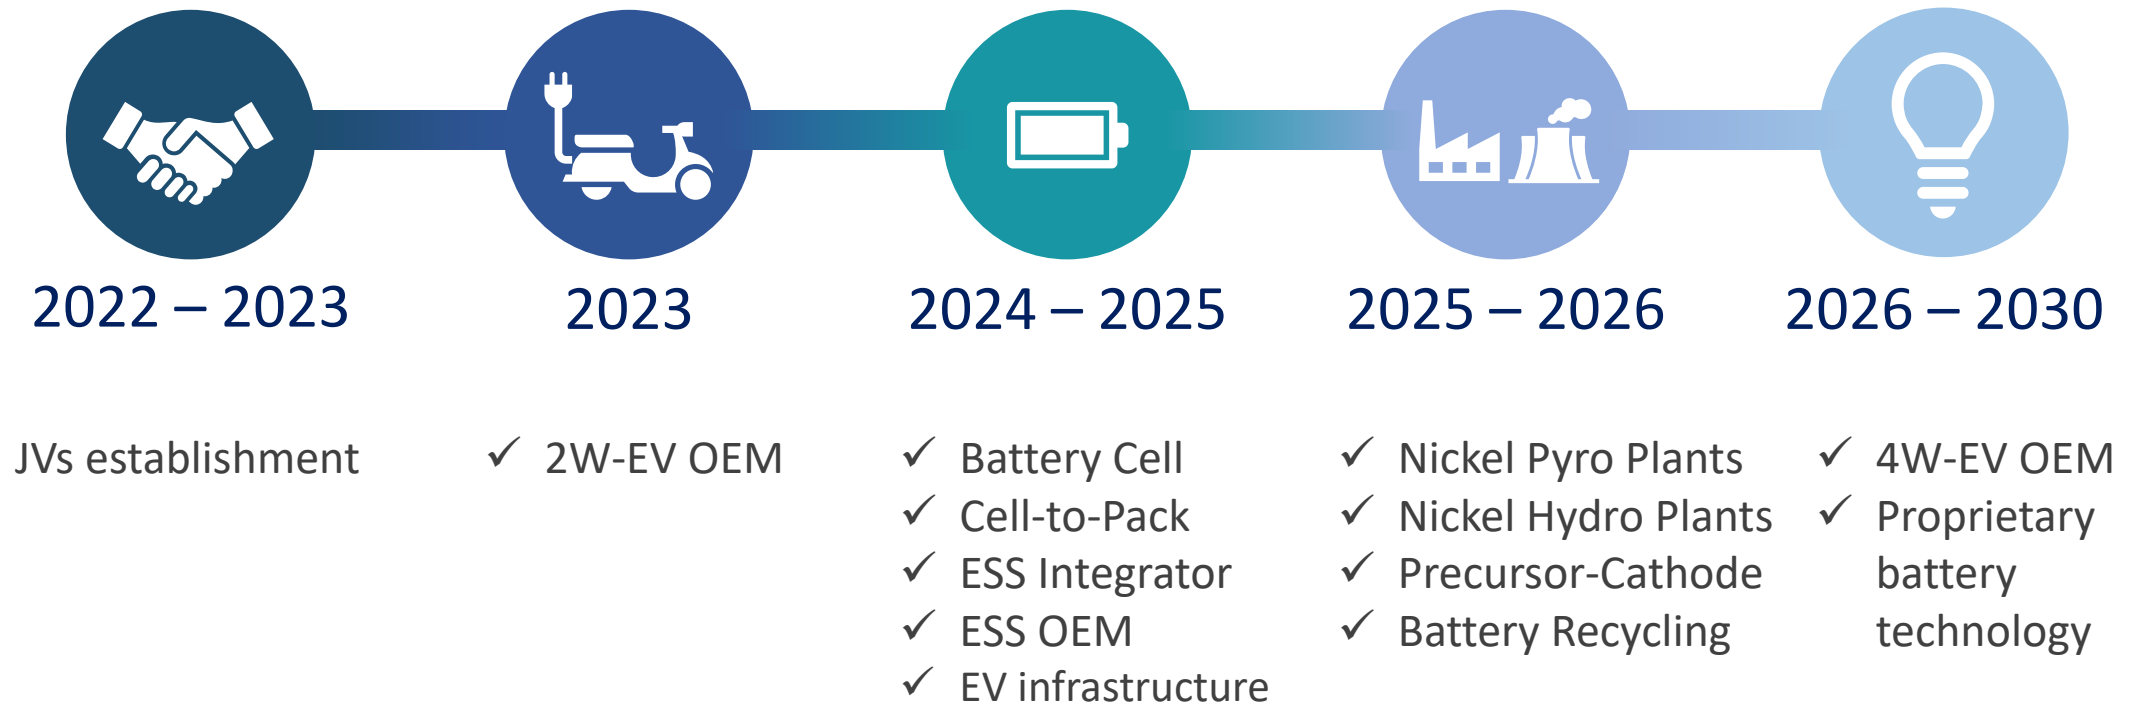 2022 – 2023
2023
2024 – 2025
2025 – 2026
2026 – 2030
JVs establishment
✓ 2W-EV OEM
✓ Battery Cell
✓ Cell-to-Pack
✓ ESS Integrator
✓ ESS OEM
✓ EV infrastructure
✓ Nickel Pyro Plants
✓ Nickel Hydro Plants
✓ Precursor-Cathode
✓ Battery Recycling
✓ 4W-EV OEM
✓ Proprietary
battery
technology